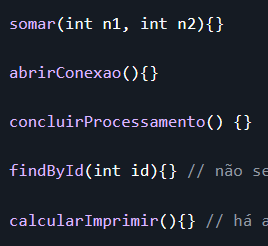 somar(int n1, int n2){}
abrirConexao(){}
concluirProcessamento() {}
findById(int id){} // não se
calcularImprimir(){} // há a